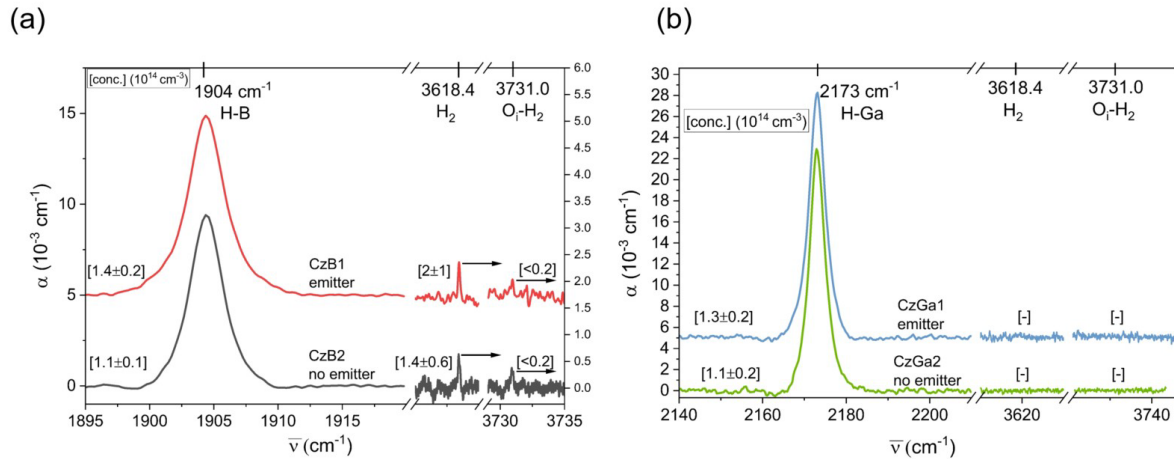 (a)
[conc.] (10¹⁴ cm⁻³)
1904 cm⁻¹
H-B
3618.4
H₂
3731.0
Oᵢ-H₂
6.0
5.5
5.0
4.5
4.0
3.5
3.0
2.5
2.0
1.5
1.0
0.5
0.0
15
10
5
0
α (10⁻³ cm⁻¹)
[1.4±0.2]
CzB1
emitter
[2±1]
[<0.2]
[1.1±0.1]
CzB2
no emitter
[1.4±0.6]
[<0.2]
1895 1900 1905 1910 1915 3730 3735
ν̅ (cm⁻¹)
(b)
2173 cm⁻¹
H-Ga
3618.4
H₂
3731.0
Oᵢ-H₂
[conc.] (10¹⁴ cm⁻³)
30
28
26
24
22
20
18
16
14
12
10
8
6
4
2
0
α (10⁻³ cm⁻¹)
[1.3±0.2]
CzGa1
emitter
[-]
[-]
[1.1±0.2]
CzGa2
no emitter
[-]
[-]
2140 2160 2180 2200 3620 3740
ν̅ (cm⁻¹)